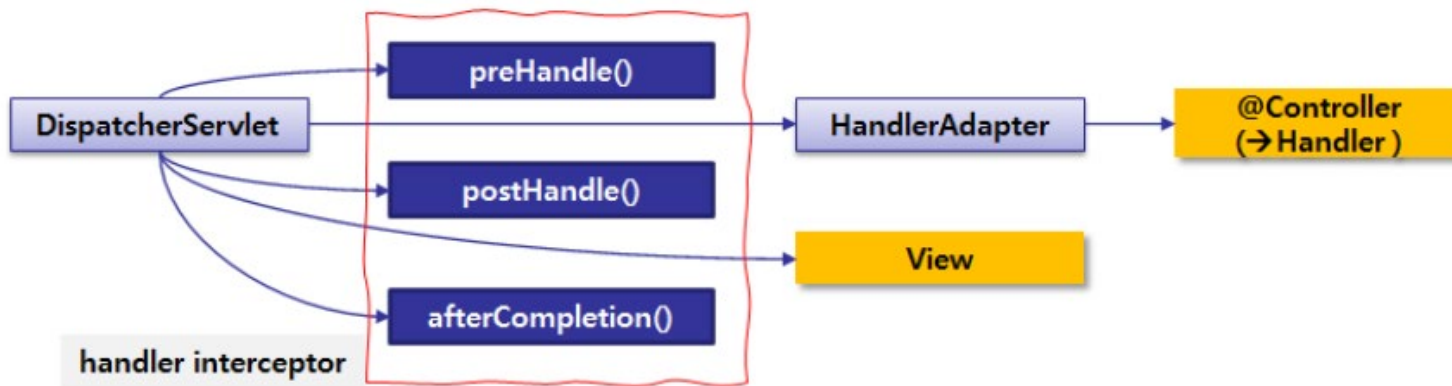 preHandle()
DispatcherServlet
HandlerAdapter
@Controller
(→Handler )
postHandle()
View
afterCompletion()
handler interceptor